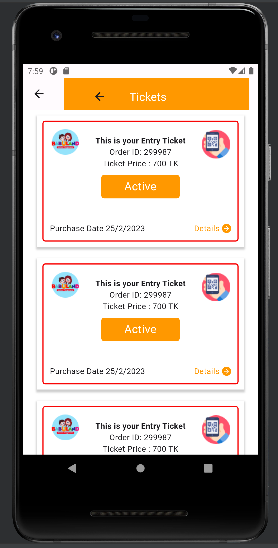 7:59
Tickets
This is your Entry Ticket
Order ID: 299987
Ticket Price : 700 TK
Active
Purchase Date 25/2/2023
Details
This is your Entry Ticket
Order ID: 299987
Ticket Price : 700 TK
Active
Purchase Date 25/2/2023
Details
This is your Entry Ticket
Order ID: 299987
Ticket Price : 700 TK